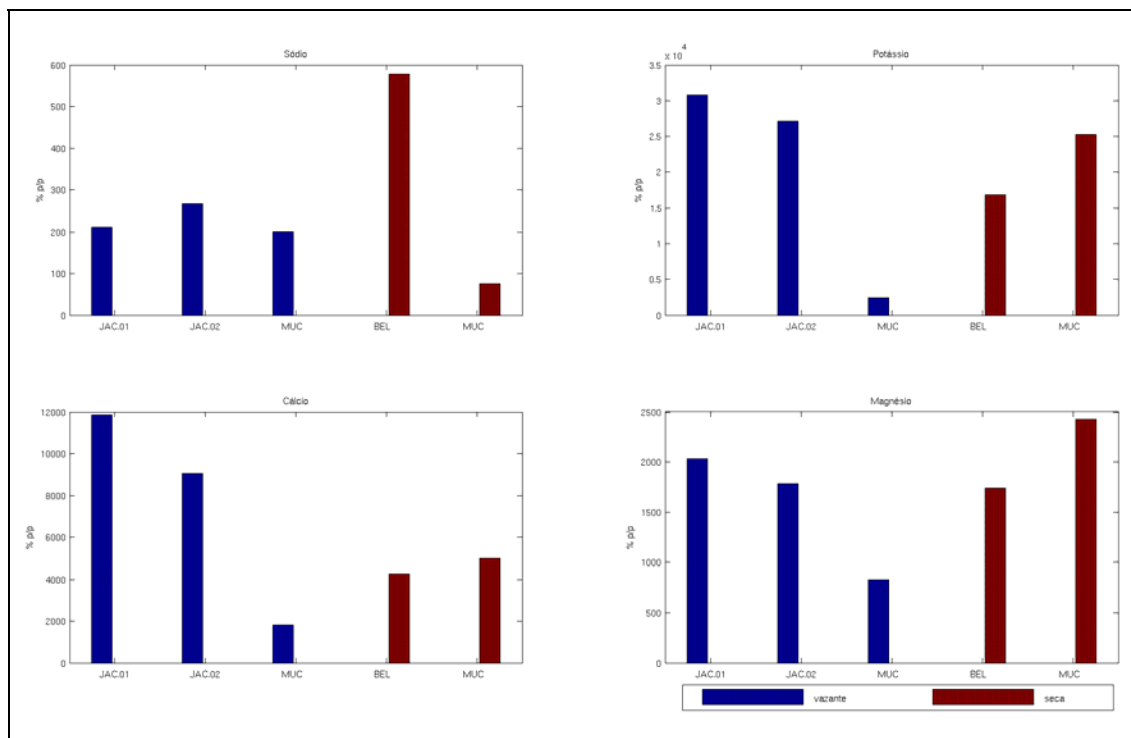 Sódio
600
500
400
300
200
100
0
% p/p
JAC.01 JAC.02 MUC BEL MUC
Potássio
x 10^4
3.5
3
2.5
2
1.5
1
0.5
0
% p/p
JAC.01 JAC.02 MUC BEL MUC
Cálcio
12000
10000
8000
6000
4000
2000
0
% p/p
JAC.01 JAC.02 MUC BEL MUC
Magnésio
2500
2000
1500
1000
500
0
% p/p
JAC.01 JAC.02 MUC BEL MUC
vazante seca